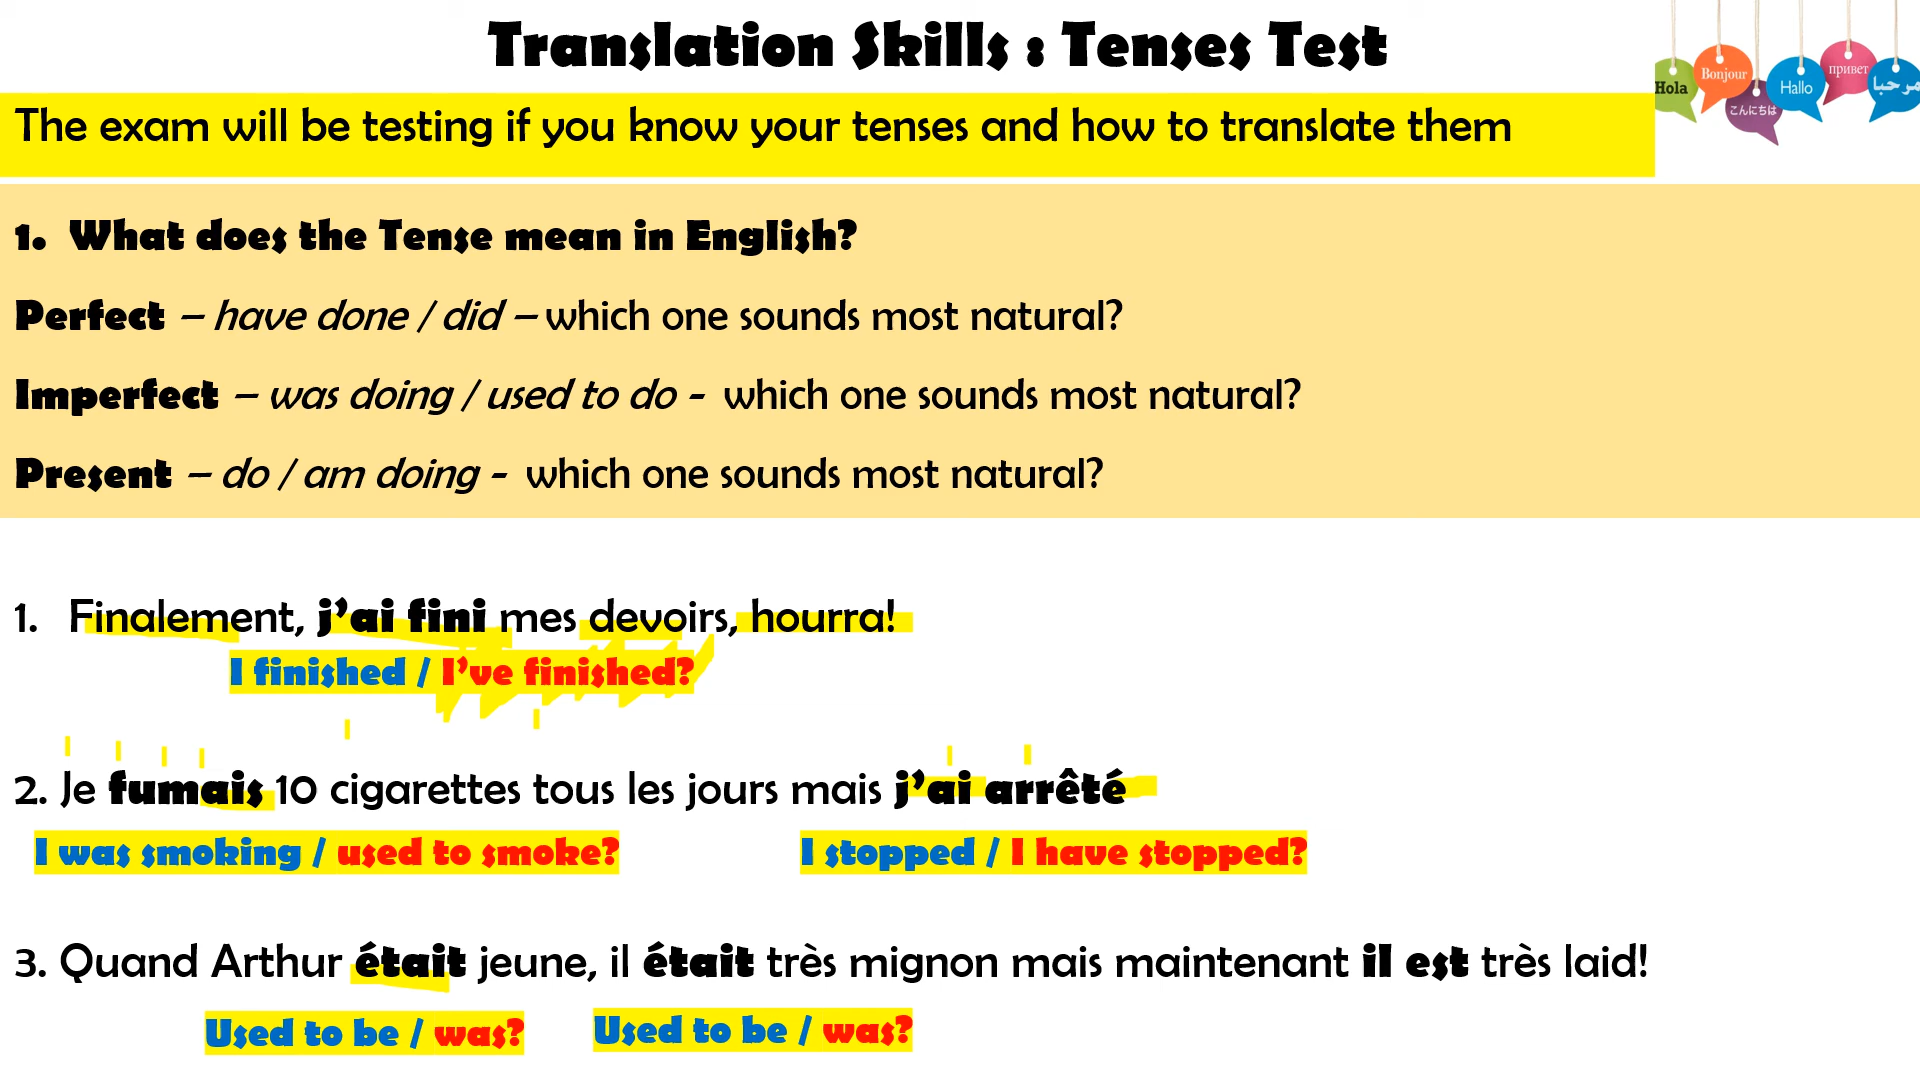 Translation Skills : Tenses Test
Hola
Bonjour
こんにちは
Hallo
привет
مرحبا
The exam will be testing if you know your tenses and how to translate them
1. What does the Tense mean in English?
Perfect – have done / did – which one sounds most natural?
Imperfect – was doing / used to do - which one sounds most natural?
Present – do / am doing - which one sounds most natural?
1. Finalement, j’ai fini mes devoirs, hourra!
I finished / I’ve finished?
2. Je fumais 10 cigarettes tous les jours mais j’ai arrêté
I was smoking / used to smoke? I stopped / I have stopped?
3. Quand Arthur était jeune, il était très mignon mais maintenant il est très laid!
Used to be / was? Used to be / was?